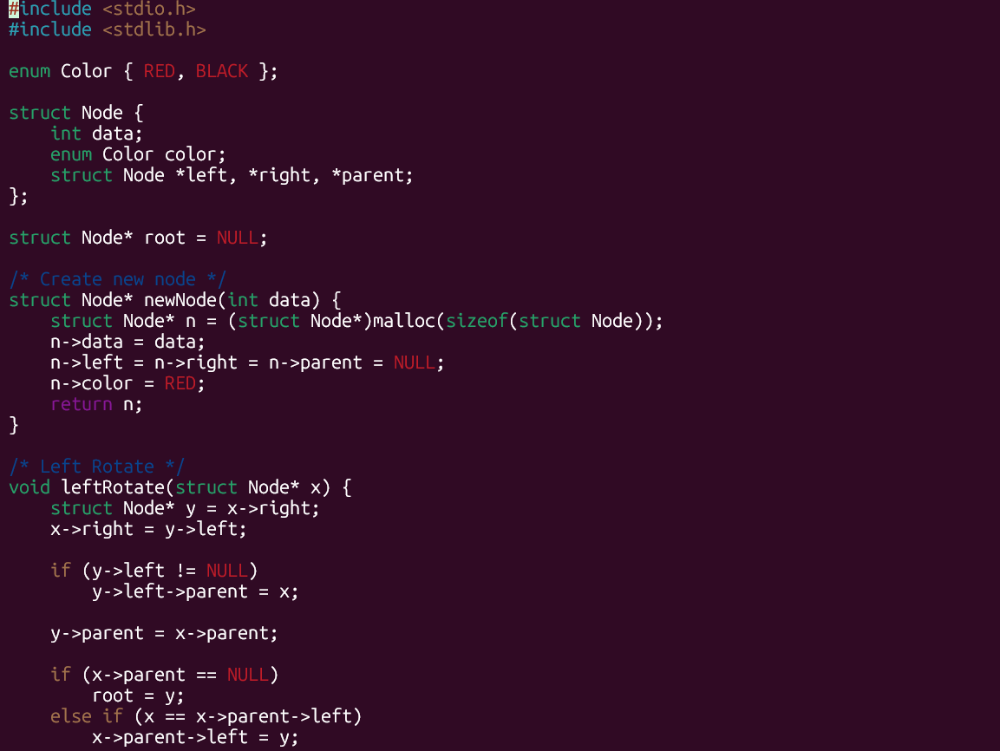 #include <stdio.h>
#include <stdlib.h>

enum Color { RED, BLACK };

struct Node {
    int data;
    enum Color color;
    struct Node *left, *right, *parent;
};

struct Node* root = NULL;

/* Create new node */
struct Node* newNode(int data) {
    struct Node* n = (struct Node*)malloc(sizeof(struct Node));
    n->data = data;
    n->left = n->right = n->parent = NULL;
    n->color = RED;
    return n;
}

/* Left Rotate */
void leftRotate(struct Node* x) {
    struct Node* y = x->right;
    x->right = y->left;

    if (y->left != NULL)
        y->left->parent = x;

    y->parent = x->parent;

    if (x->parent == NULL)
        root = y;
    else if (x == x->parent->left)
        x->parent->left = y;